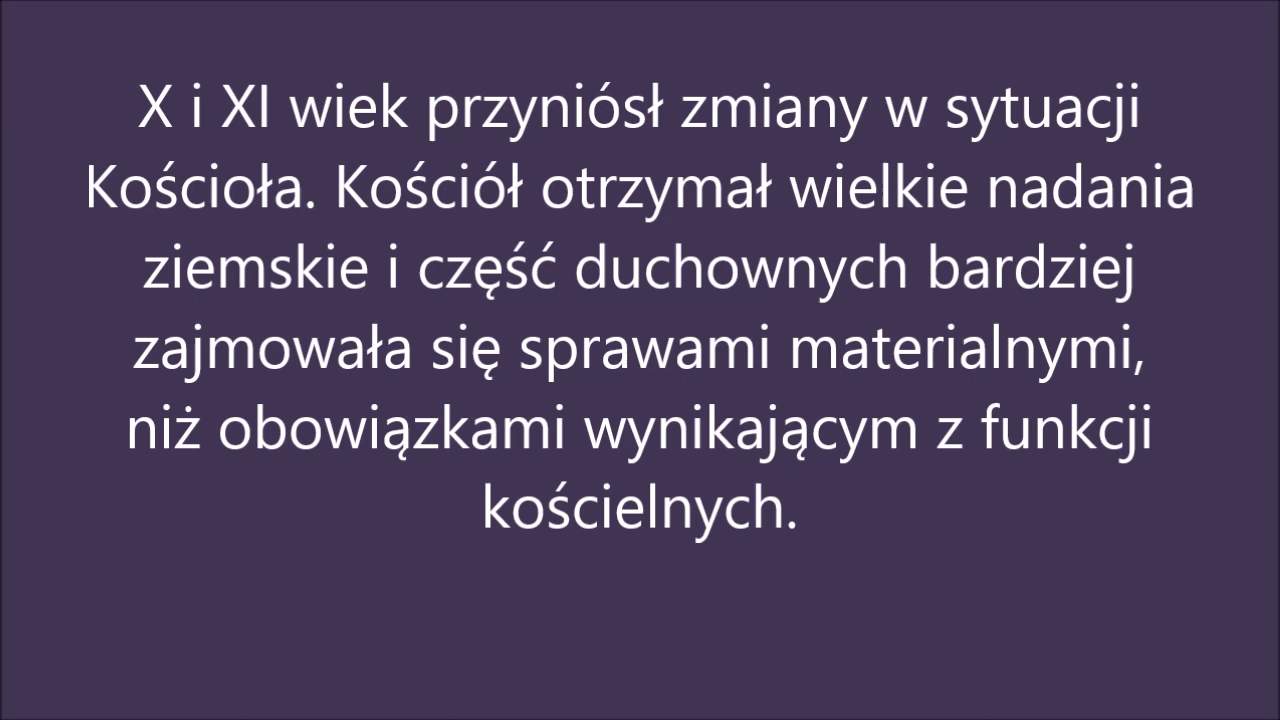 X i XI wiek przyniósł zmiany w sytuacji
Kościoła. Kościół otrzymał wielkie nadania
ziemskie i część duchownych bardziej
zajmowała się sprawami materialnymi,
niż obowiązkami wynikającym z funkcji
kościelnych.